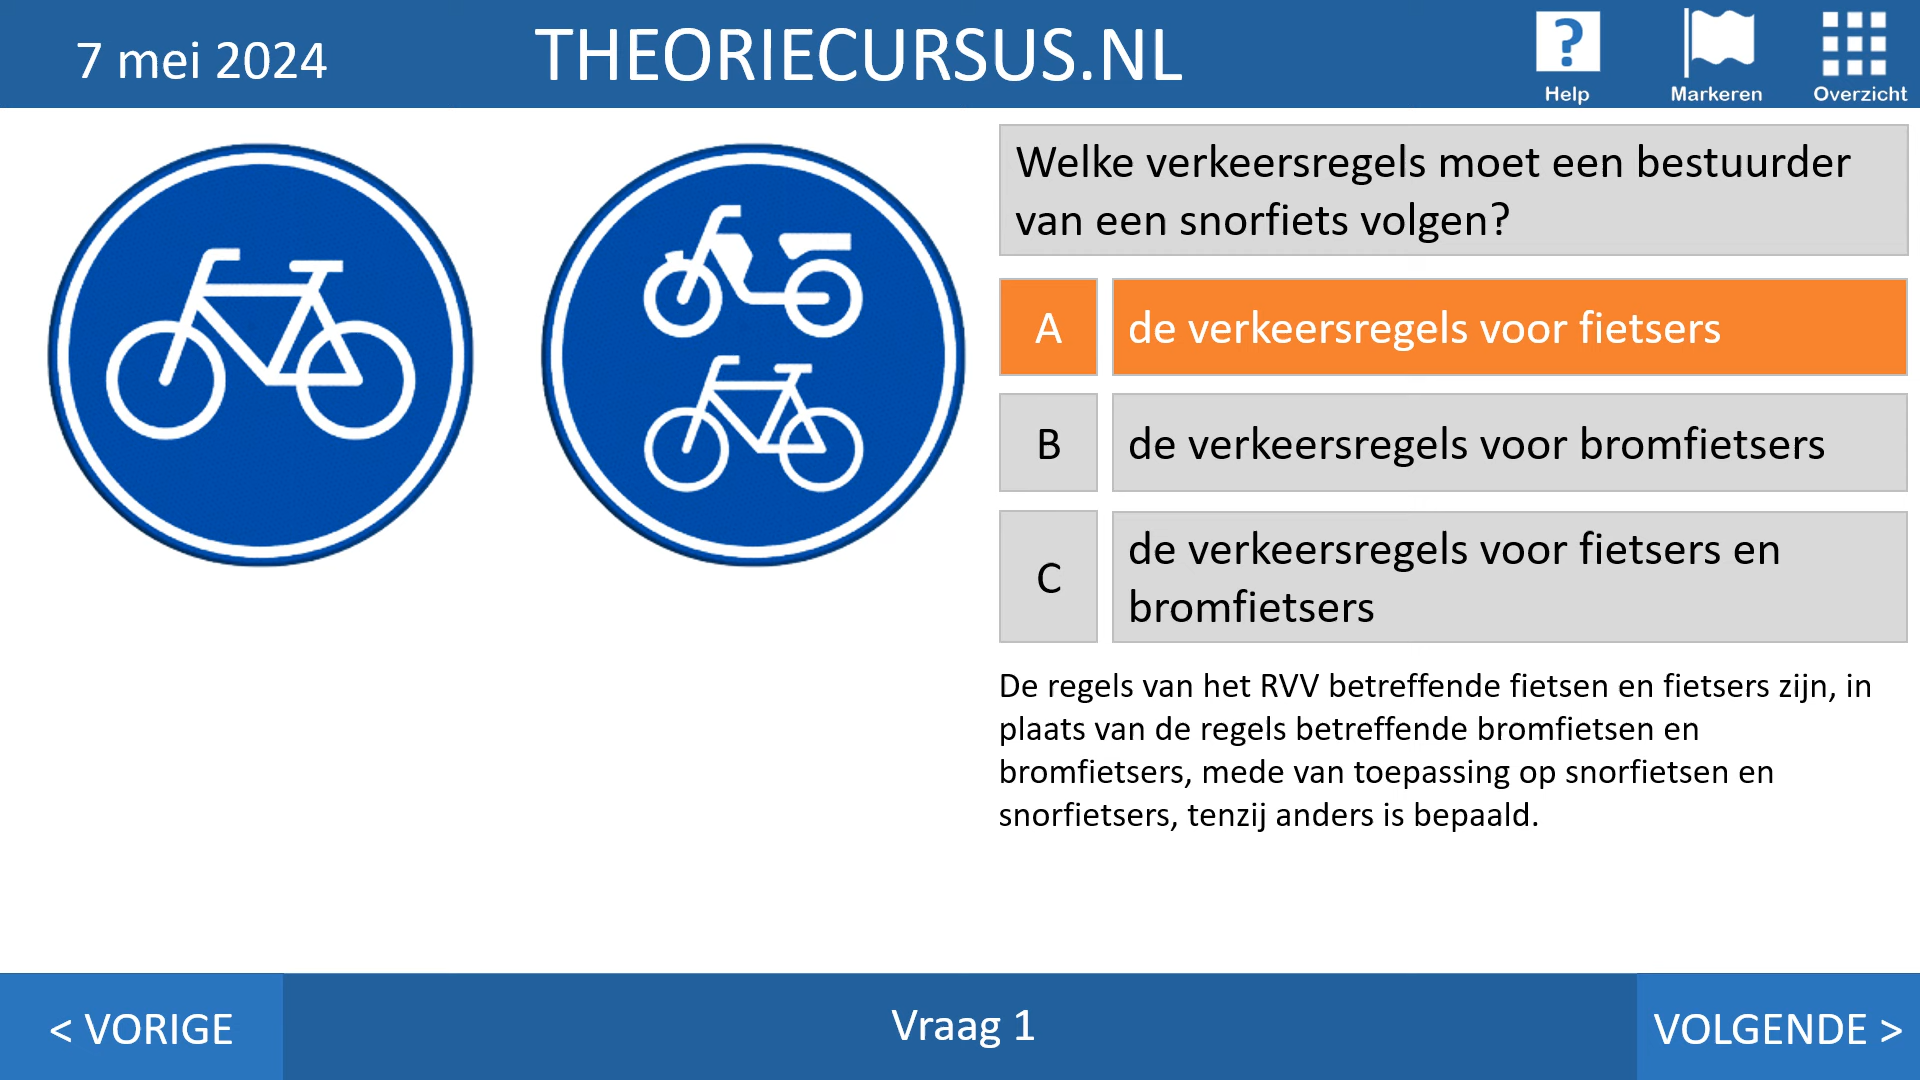 7 mei 2024
THEORIECURSUS.NL
?
Help
Markeren
Overzicht
Welke verkeersregels moet een bestuurder
van een snorfiets volgen?
A
de verkeersregels voor fietsers
B
de verkeersregels voor bromfietsers
C
de verkeersregels voor fietsers en
bromfietsers
De regels van het RVV betreffende fietsen en fietsers zijn, in
plaats van de regels betreffende bromfietsen en
bromfietsers, mede van toepassing op snorfietsen en
snorfietsers, tenzij anders is bepaald.
< VORIGE
Vraag 1
VOLGENDE >